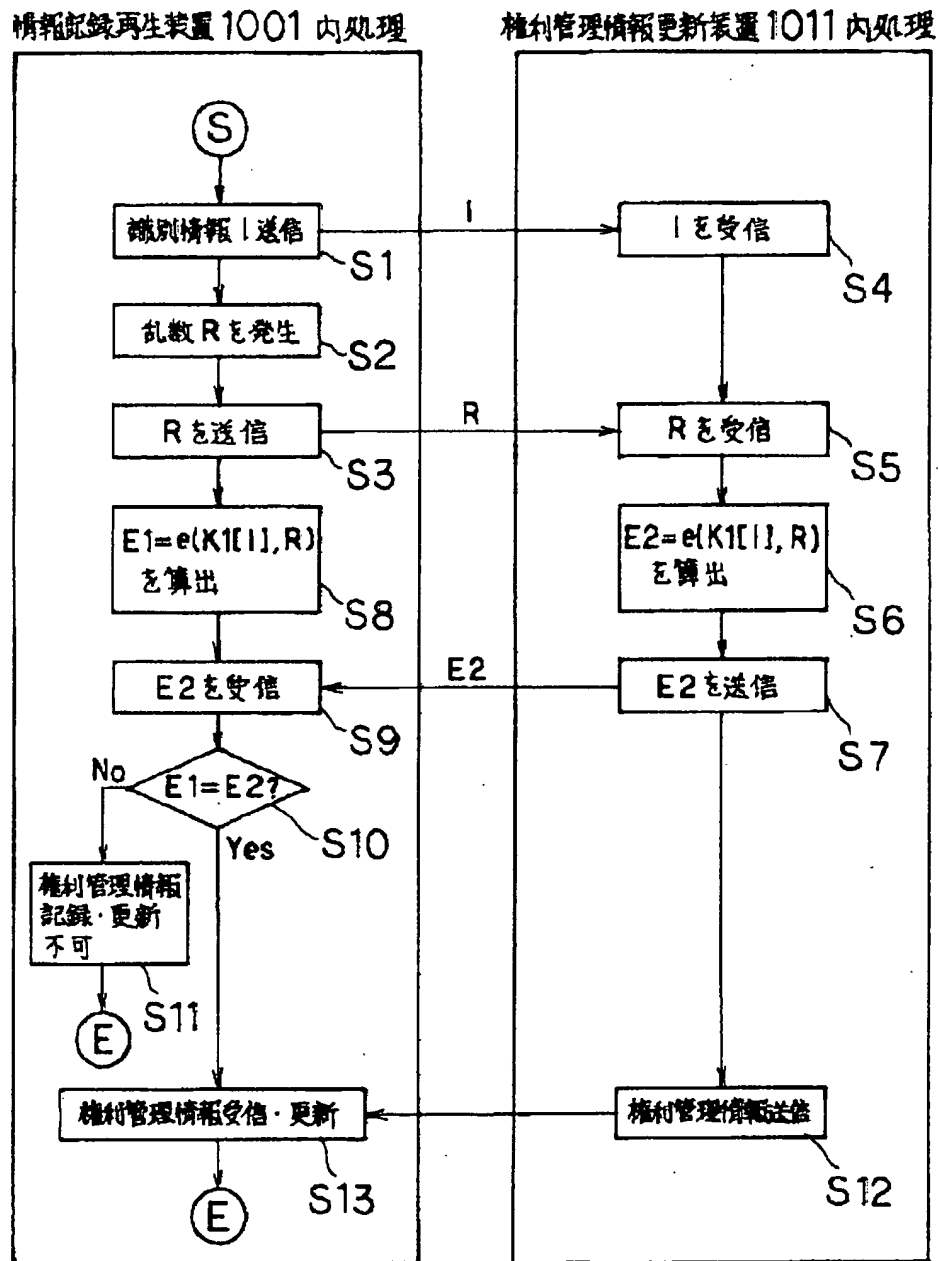 情報記録再生装置1001内処理
権利管理情報更新装置1011内処理
S
識別情報I送信
S1
I
Iを受信
S4
乱数Rを発生
S2
Rを送信
S3
R
Rを受信
S5
E1=e(K1[I],R)
を算出
S8
E2=e(K1[I],R)
を算出
S6
E2を受信
S9
E2
E2を送信
S7
No
E1=E2?
S10
Yes
権利管理情報
記録・更新
不可
S11
E
権利管理情報受信・更新
S13
権利管理情報送信
S12
E